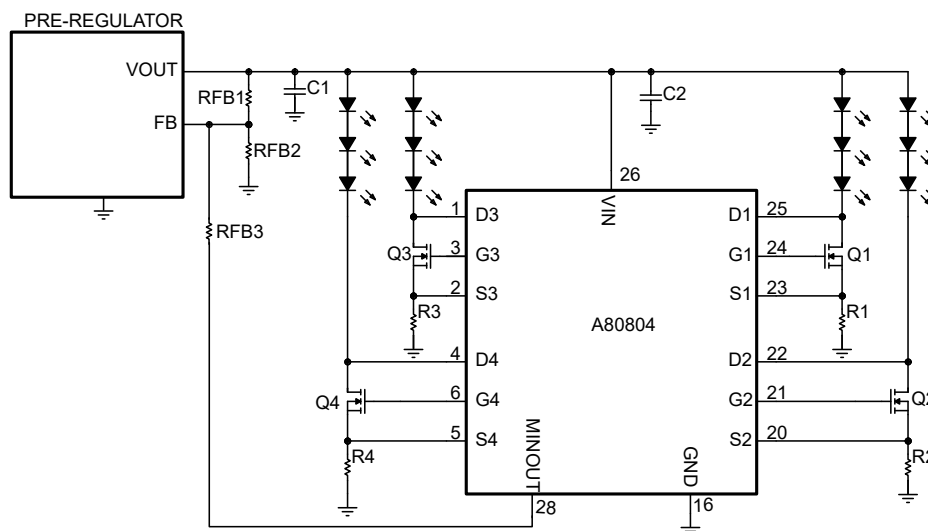 PRE-REGULATOR
VOUT
FB
RFB1
RFB2
RFB3
C1
C2
26
VIN
1 D3
Q3 3 G3
2 S3
R3
4 D4
Q4 6 G4
5 S4
R4
A80804
D1 25
G1 24 Q1
S1 23
R1
D2 22
G2 21 Q2
S2 20
R2
MINOUT
28
GND
16